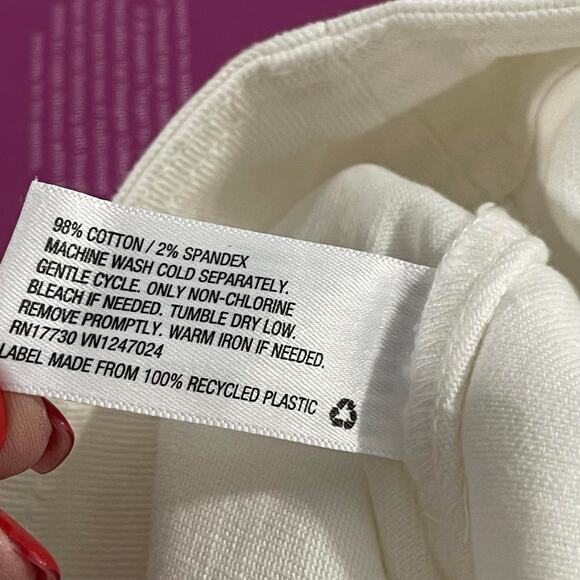 98% COTTON / 2% SPANDEX
MACHINE WASH COLD SEPARATELY.
GENTLE CYCLE. ONLY NON-CHLORINE
BLEACH IF NEEDED. TUMBLE DRY LOW.
REMOVE PROMPTLY. WARM IRON IF NEEDED.
RN17730 VN1247024
LABEL MADE FROM 100% RECYCLED PLASTIC